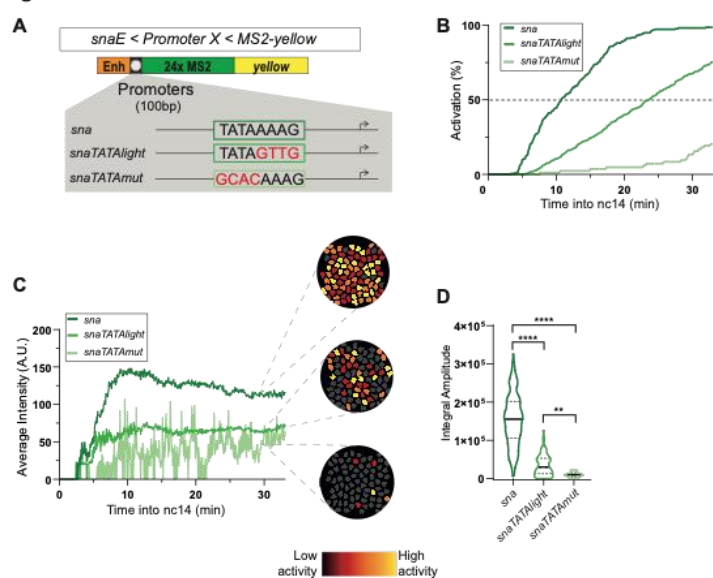 A
snaE < Promoter X < MS2-yellow
Enh
24x MS2
yellow
Promoters
(100bp)
sna
TATAAAAG
snaTATAlight
TATAGTTG
snaTATAmut
GCACAAAG
B
100
50
0
Activation (%)
sna
snaTATAlight
snaTATAmut
0 10 20 30
Time into nc14 (min)
C
200
150
100
50
0
Average Intensity (A.U.)
sna
snaTATAlight
snaTATAmut
0 10 20 30
Time into nc14 (min)
Low
activity
High
activity
D
4×10⁵
3×10⁵
2×10⁵
1×10⁵
0
Integral Amplitude
****
****
**
sna
snaTATAlight
snaTATAmut